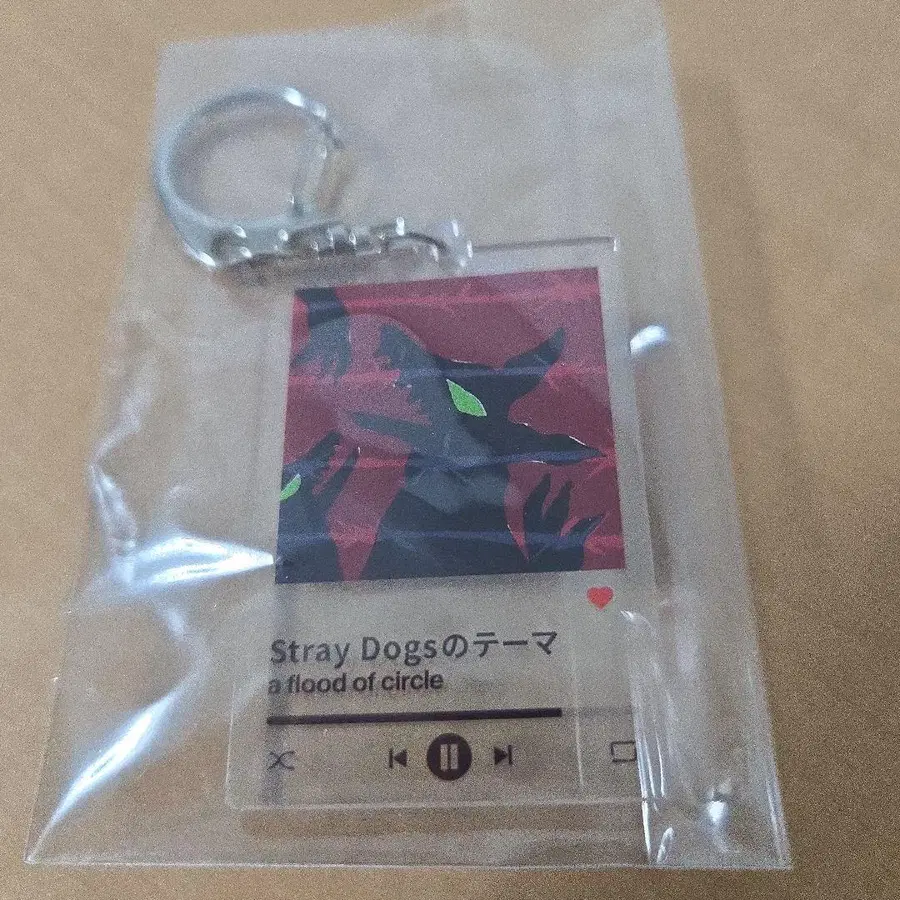 Stray Dogsのテーマ
a flood of circle